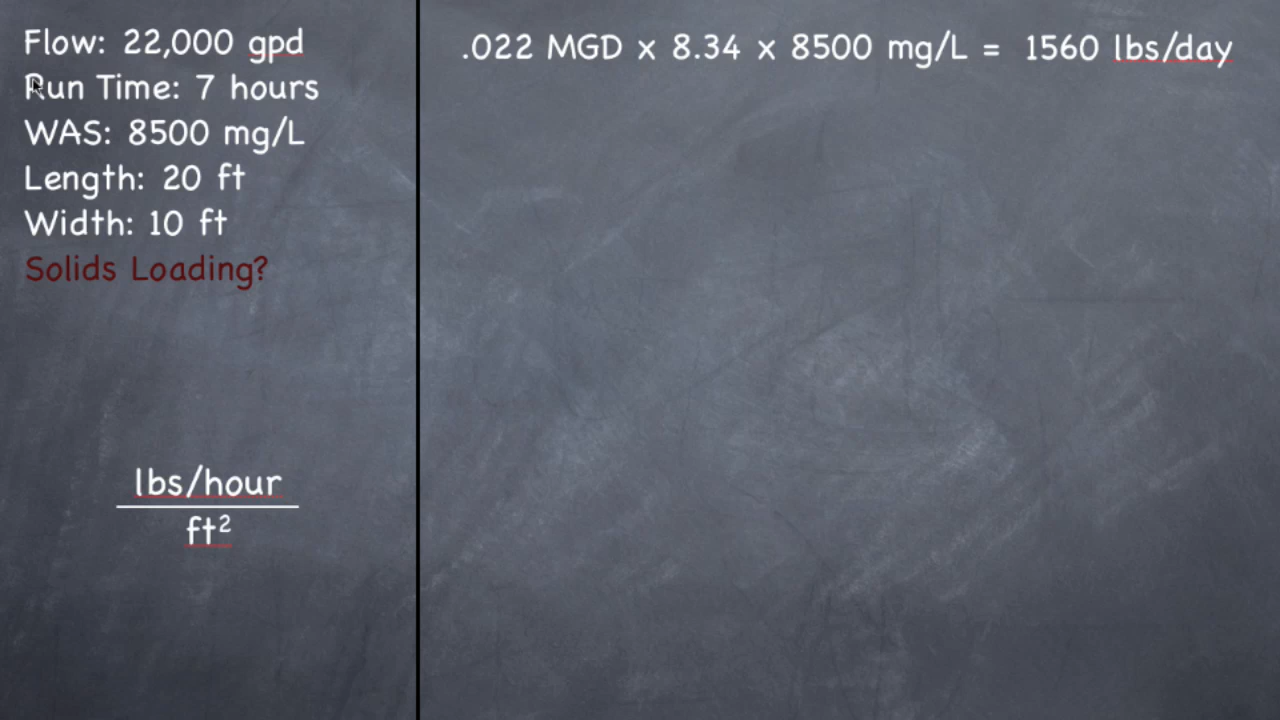 Flow: 22,000 gpd
Run Time: 7 hours
WAS: 8500 mg/L
Length: 20 ft
Width: 10 ft
Solids Loading?
lbs/hour
ft²
.022 MGD x 8.34 x 8500 mg/L = 1560 lbs/day